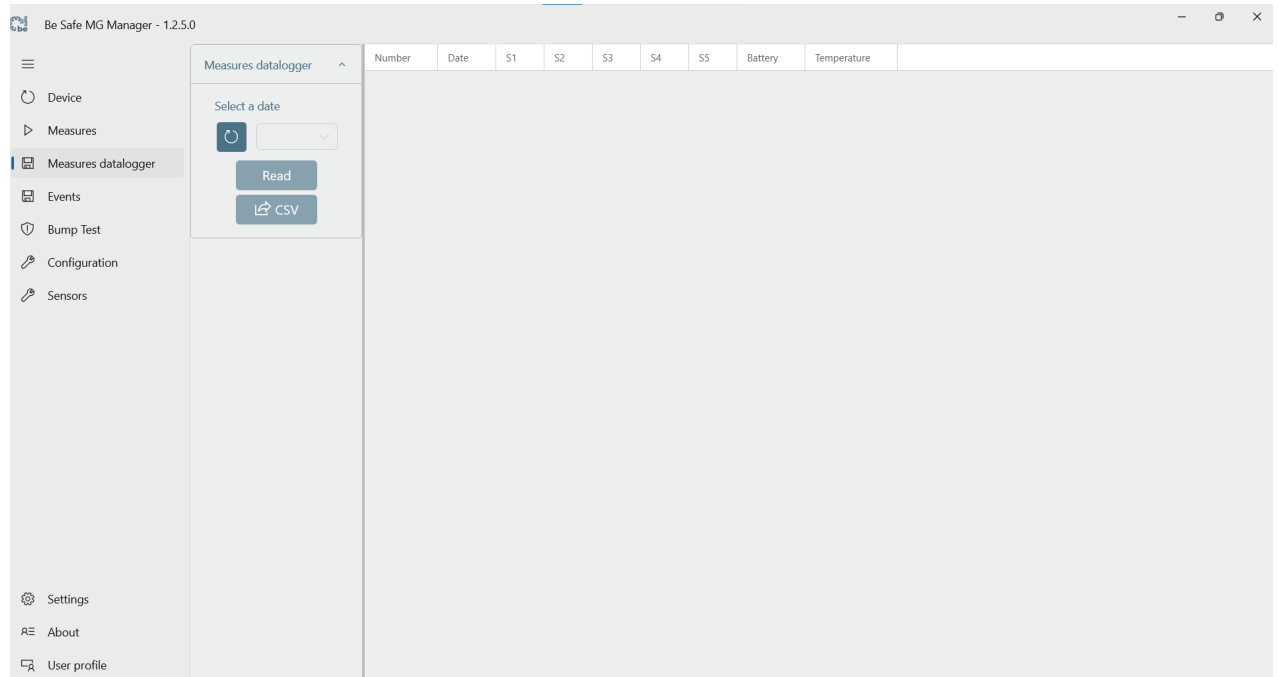 Be Safe MG Manager - 1.2.5.0
Device
Measures
Measures datalogger
Events
Bump Test
Configuration
Sensors
Settings
About
User profile
Measures datalogger
Select a date
Read
CSV
Number Date S1 S2 S3 S4 S5 Battery Temperature